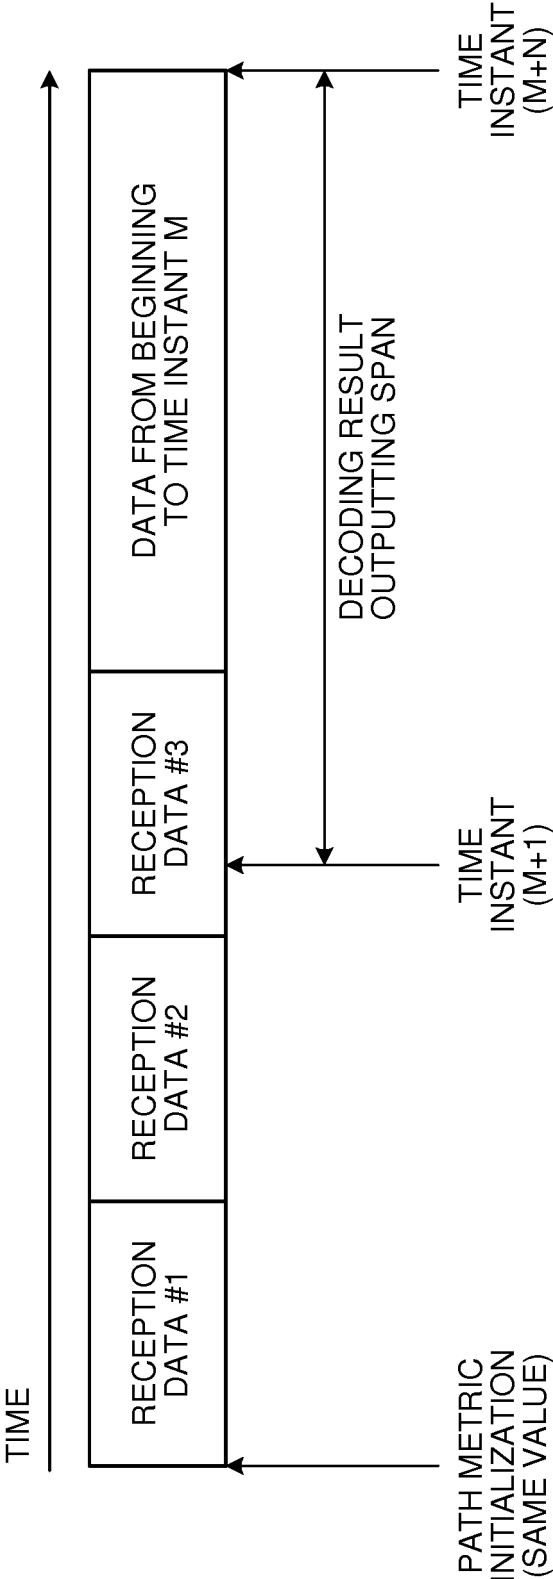 TIME
RECEPTION
DATA #1
RECEPTION
DATA #2
RECEPTION
DATA #3
DATA FROM BEGINNING
TO TIME INSTANT M
DECODING RESULT
OUTPUTTING SPAN
PATH METRIC
INITIALIZATION
(SAME VALUE)
TIME
INSTANT
(M+1)
TIME
INSTANT
(M+N)